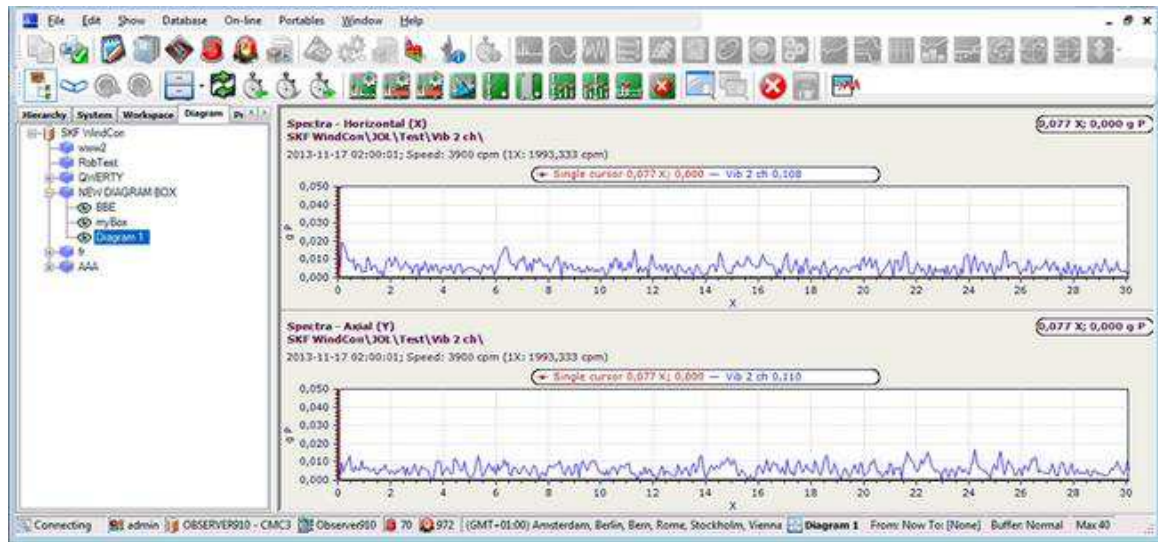 File Edit Show Database On-line Portables Window Help
Hierarchy System Workspace Diagram
SKF WindCon
www2
RobTest
QWERTY
NEW DIAGRAM BOX
BBE
myBox
Diagram 1
fr
AAA
Spectra - Horizontal (X)
0,077 X; 0,000 g P
SKF WindCon\JOL\Test\Vib 2 ch\
2013-11-17 02:00:01; Speed: 3900 cpm (1X: 1993,333 cpm)
Single cursor 0,077 X; 0,000 — Vib 2 ch 0,108
0,050
0,040
0,030
0,020
0,010
0,000
g P
0 2 4 6 8 10 12 14 16 18 20 22 24 26 28 30
X
Spectra - Axial (Y)
0,077 X; 0,000 g P
SKF WindCon\JOL\Test\Vib 2 ch\
2013-11-17 02:00:01; Speed: 3900 cpm (1X: 1993,333 cpm)
Single cursor 0,077 X; 0,000 — Vib 2 ch 0,110
0,050
0,040
0,030
0,020
0,010
0,000
g P
0 2 4 6 8 10 12 14 16 18 20 22 24 26 28 30
X
Connecting admin OBSERVER910 - CMC3 Observer910 70 972 (GMT+01:00) Amsterdam, Berlin, Bern, Rome, Stockholm, Vienna Diagram 1 From: Now To: [None] Buffer: Normal Max 40